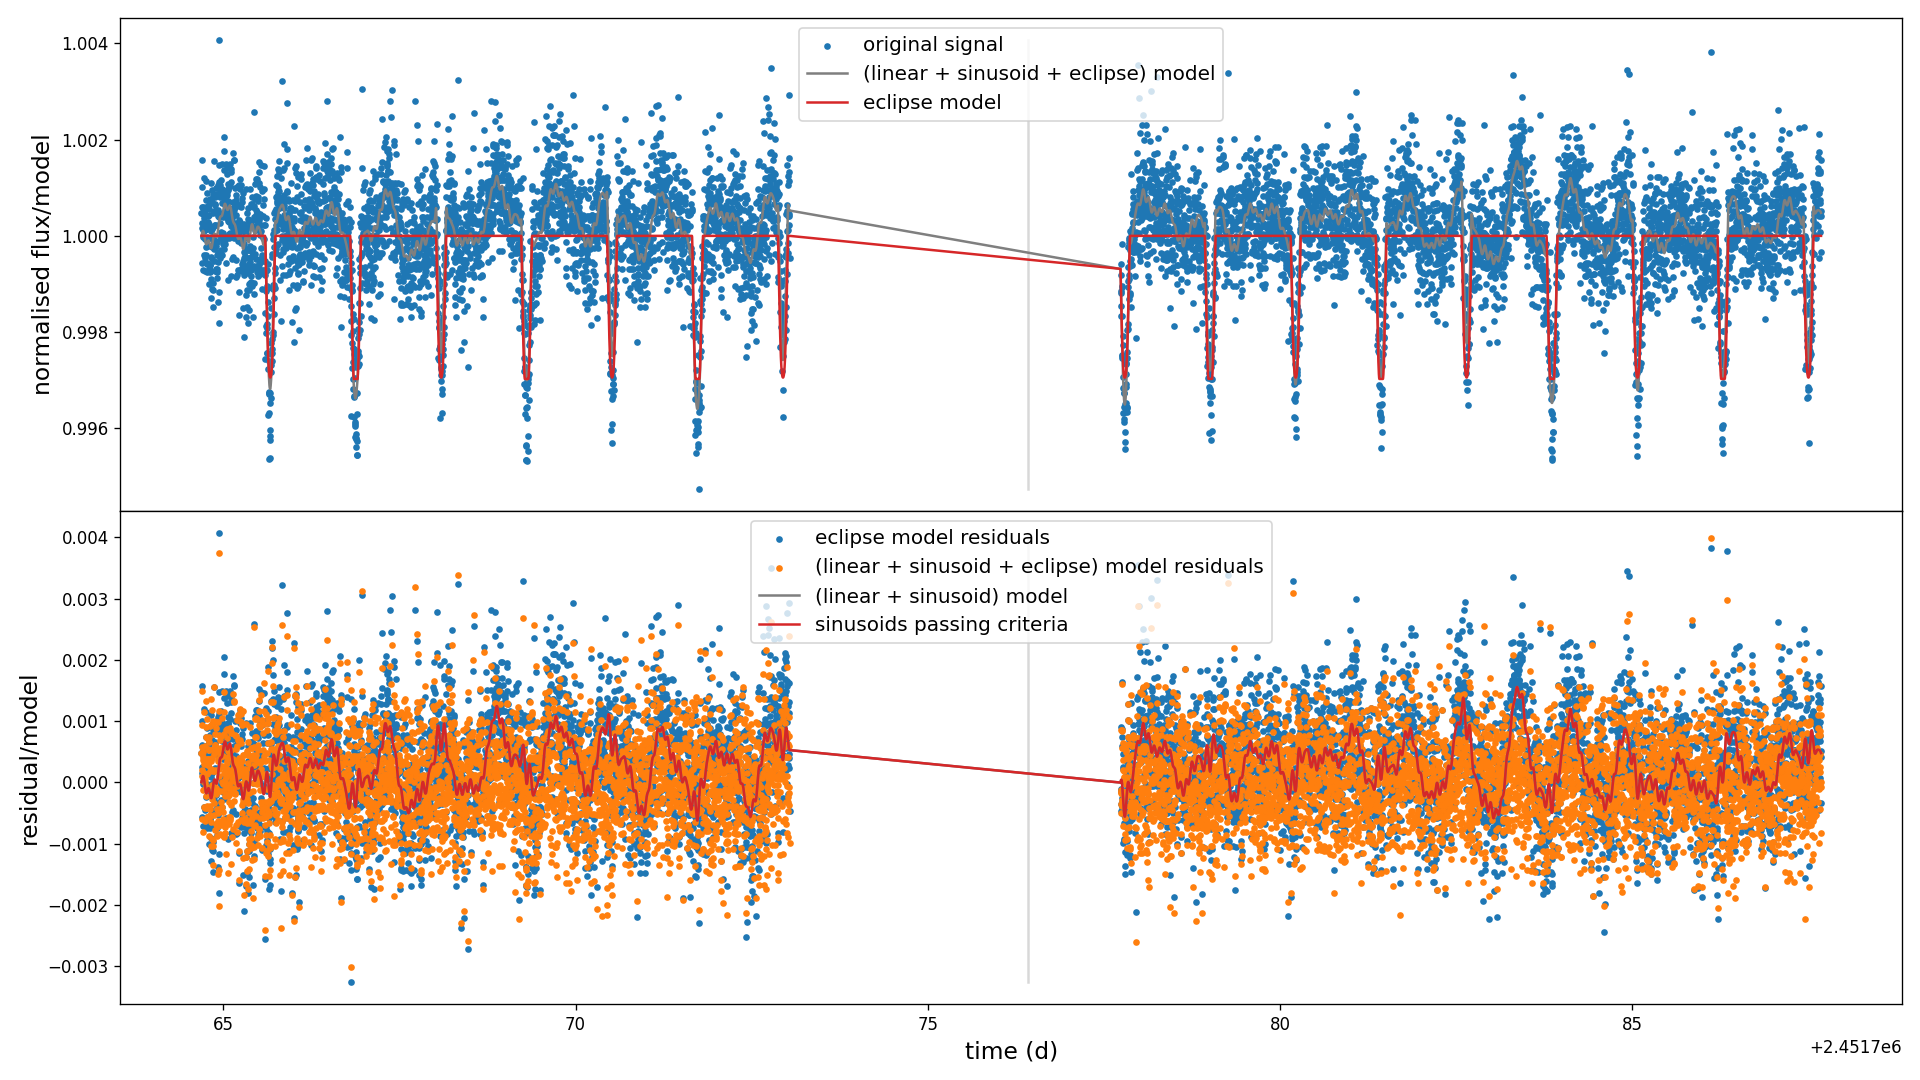 original signal
(linear + sinusoid + eclipse) model
eclipse model
1.004
1.002
1.000
0.998
0.996
normalised flux/model
eclipse model residuals
(linear + sinusoid + eclipse) model residuals
(linear + sinusoid) model
sinusoids passing criteria
0.004
0.003
0.002
0.001
0.000
−0.001
−0.002
−0.003
residual/model
65
70
75
80
85
time (d)
+2.4517e6